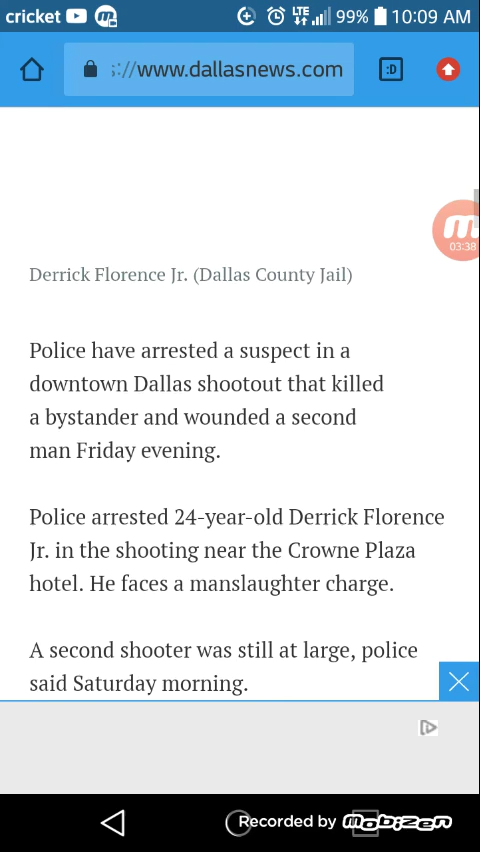 cricket LTE 99% 10:09 AM
://www.dallasnews.com :D
03:38
Derrick Florence Jr. (Dallas County Jail)
Police have arrested a suspect in a
downtown Dallas shootout that killed
a bystander and wounded a second
man Friday evening.
Police arrested 24-year-old Derrick Florence
Jr. in the shooting near the Crowne Plaza
hotel. He faces a manslaughter charge.
A second shooter was still at large, police
said Saturday morning.
Recorded by Mobizen